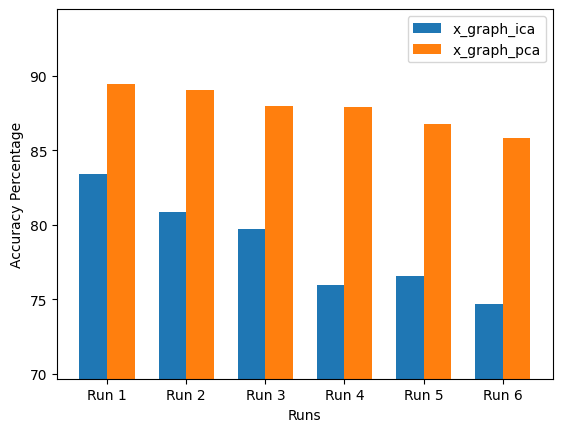 x_graph_ica
x_graph_pca
Accuracy Percentage
90
85
80
75
70
Run 1 Run 2 Run 3 Run 4 Run 5 Run 6
Runs